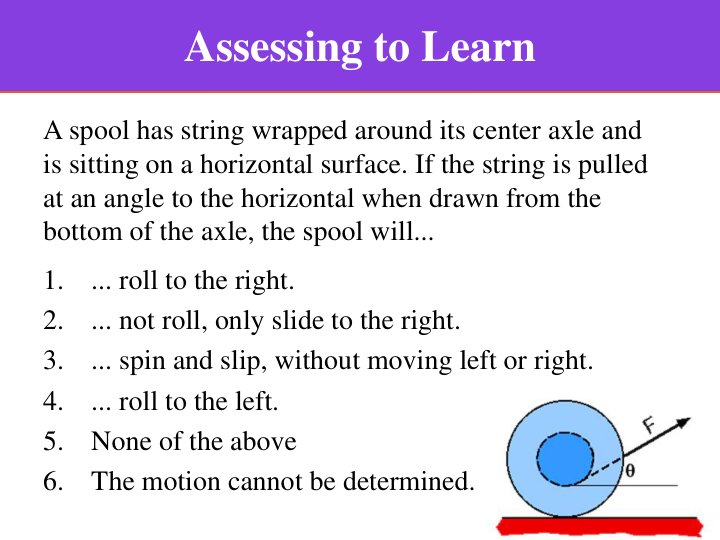 Assessing to Learn
A spool has string wrapped around its center axle and
is sitting on a horizontal surface. If the string is pulled
at an angle to the horizontal when drawn from the
bottom of the axle, the spool will...
1. ... roll to the right.
2. ... not roll, only slide to the right.
3. ... spin and slip, without moving left or right.
4. ... roll to the left.
5. None of the above
6. The motion cannot be determined.
F
θ